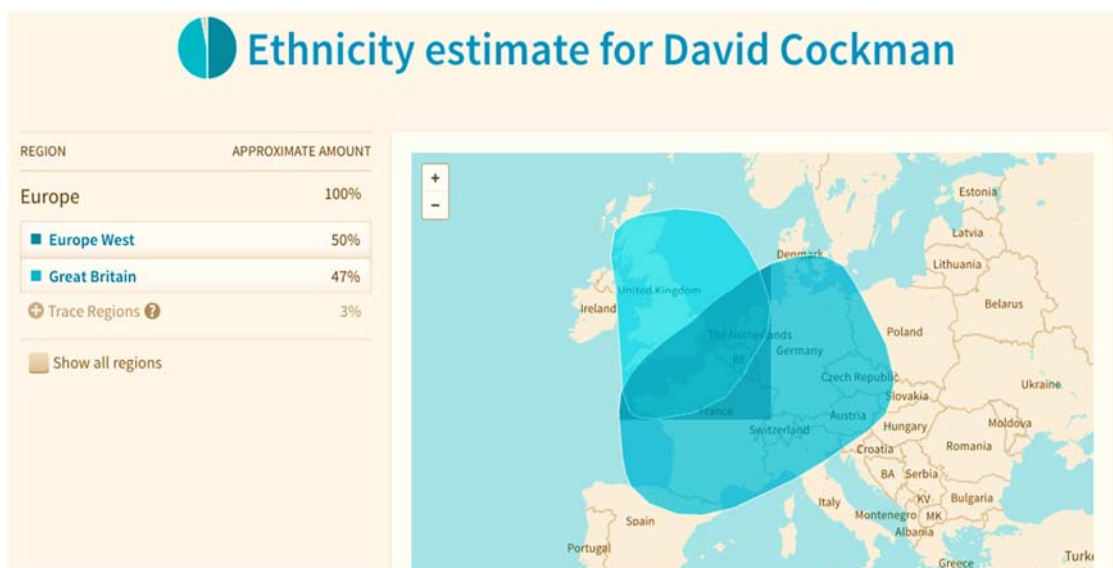 Ethnicity estimate for David Cockman
REGION APPROXIMATE AMOUNT
Europe 100%
Europe West 50%
Great Britain 47%
+ Trace Regions ? 3%
Show all regions
+
−
Estonia
Latvia
Denmark
Lithuania
United Kingdom
Ireland
Belarus
The Netherlands
Poland
BE
Germany
Czech Republic
Ukraine
Slovakia
France
Austria
Switzerland
Hungary
Moldova
Croatia
Romania
BA
Serbia
Italy
KV
Bulgaria
Montenegro
MK
Spain
Albania
Portugal
Greece